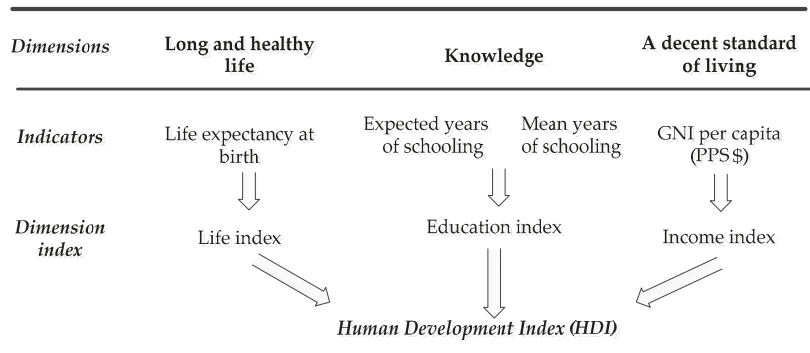 Dimensions
Long and healthy
life
Knowledge
A decent standard
of living
Indicators
Life expectancy at
birth
Expected years
of schooling
Mean years
of schooling
GNI per capita
(PPS $)
Dimension
index
Life index
Education index
Income index
Human Development Index (HDI)